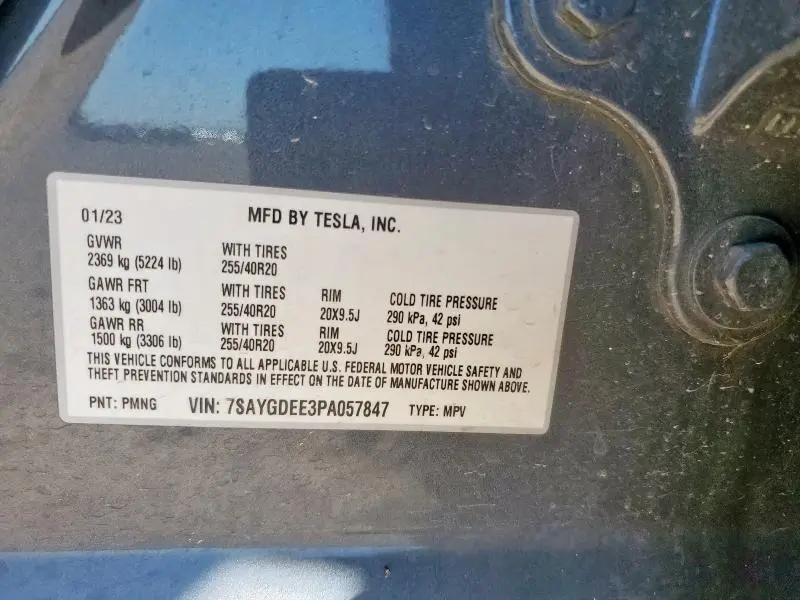 01/23 MFD BY TESLA, INC.
GVWR WITH TIRES
2369 kg (5224 lb) 255/40R20
GAWR FRT WITH TIRES RIM COLD TIRE PRESSURE
1363 kg (3004 lb) 255/40R20 20X9.5J 290 kPa, 42 psi
GAWR RR WITH TIRES RIM COLD TIRE PRESSURE
1500 kg (3306 lb) 255/40R20 20X9.5J 290 kPa, 42 psi
THIS VEHICLE CONFORMS TO ALL APPLICABLE U.S. FEDERAL MOTOR VEHICLE SAFETY AND
THEFT PREVENTION STANDARDS IN EFFECT ON THE DATE OF MANUFACTURE SHOWN ABOVE.
PNT: PMNG VIN: 7SAYGDEE3PA057847 TYPE: MPV